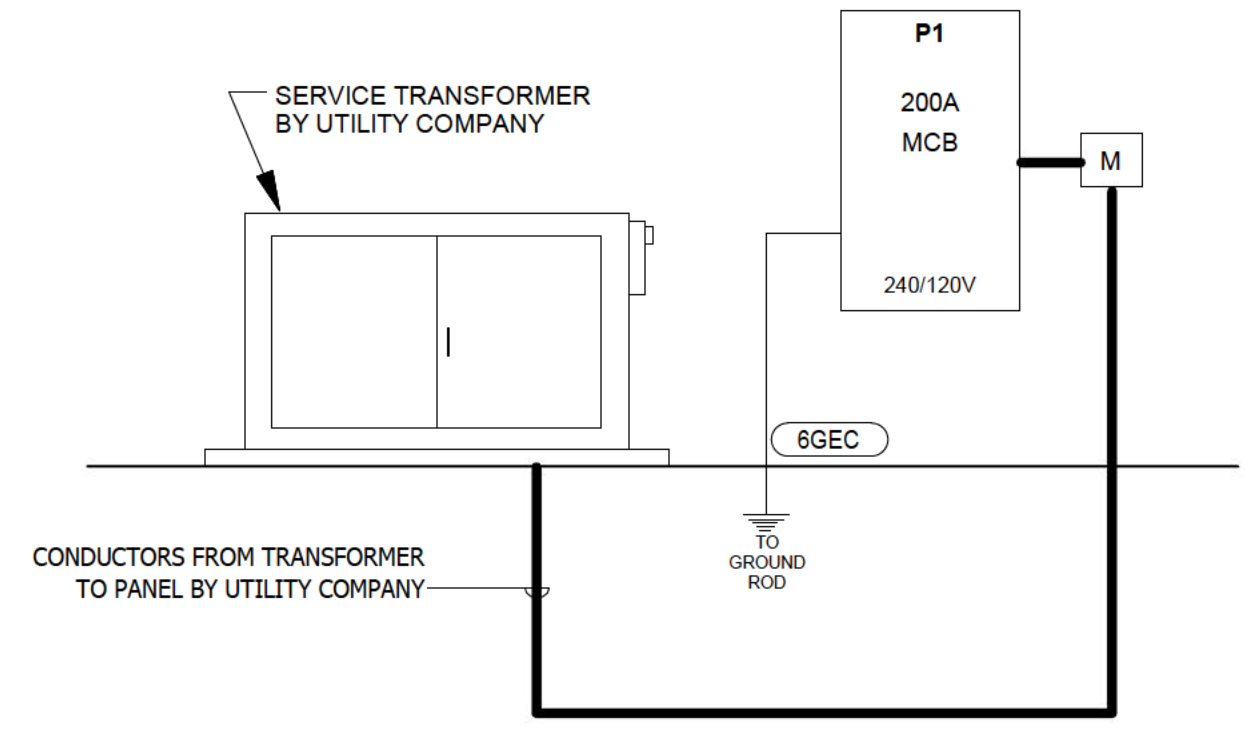 SERVICE TRANSFORMER
BY UTILITY COMPANY
P1
200A
MCB
M
240/120V
6GEC
TO
GROUND
ROD
CONDUCTORS FROM TRANSFORMER
TO PANEL BY UTILITY COMPANY